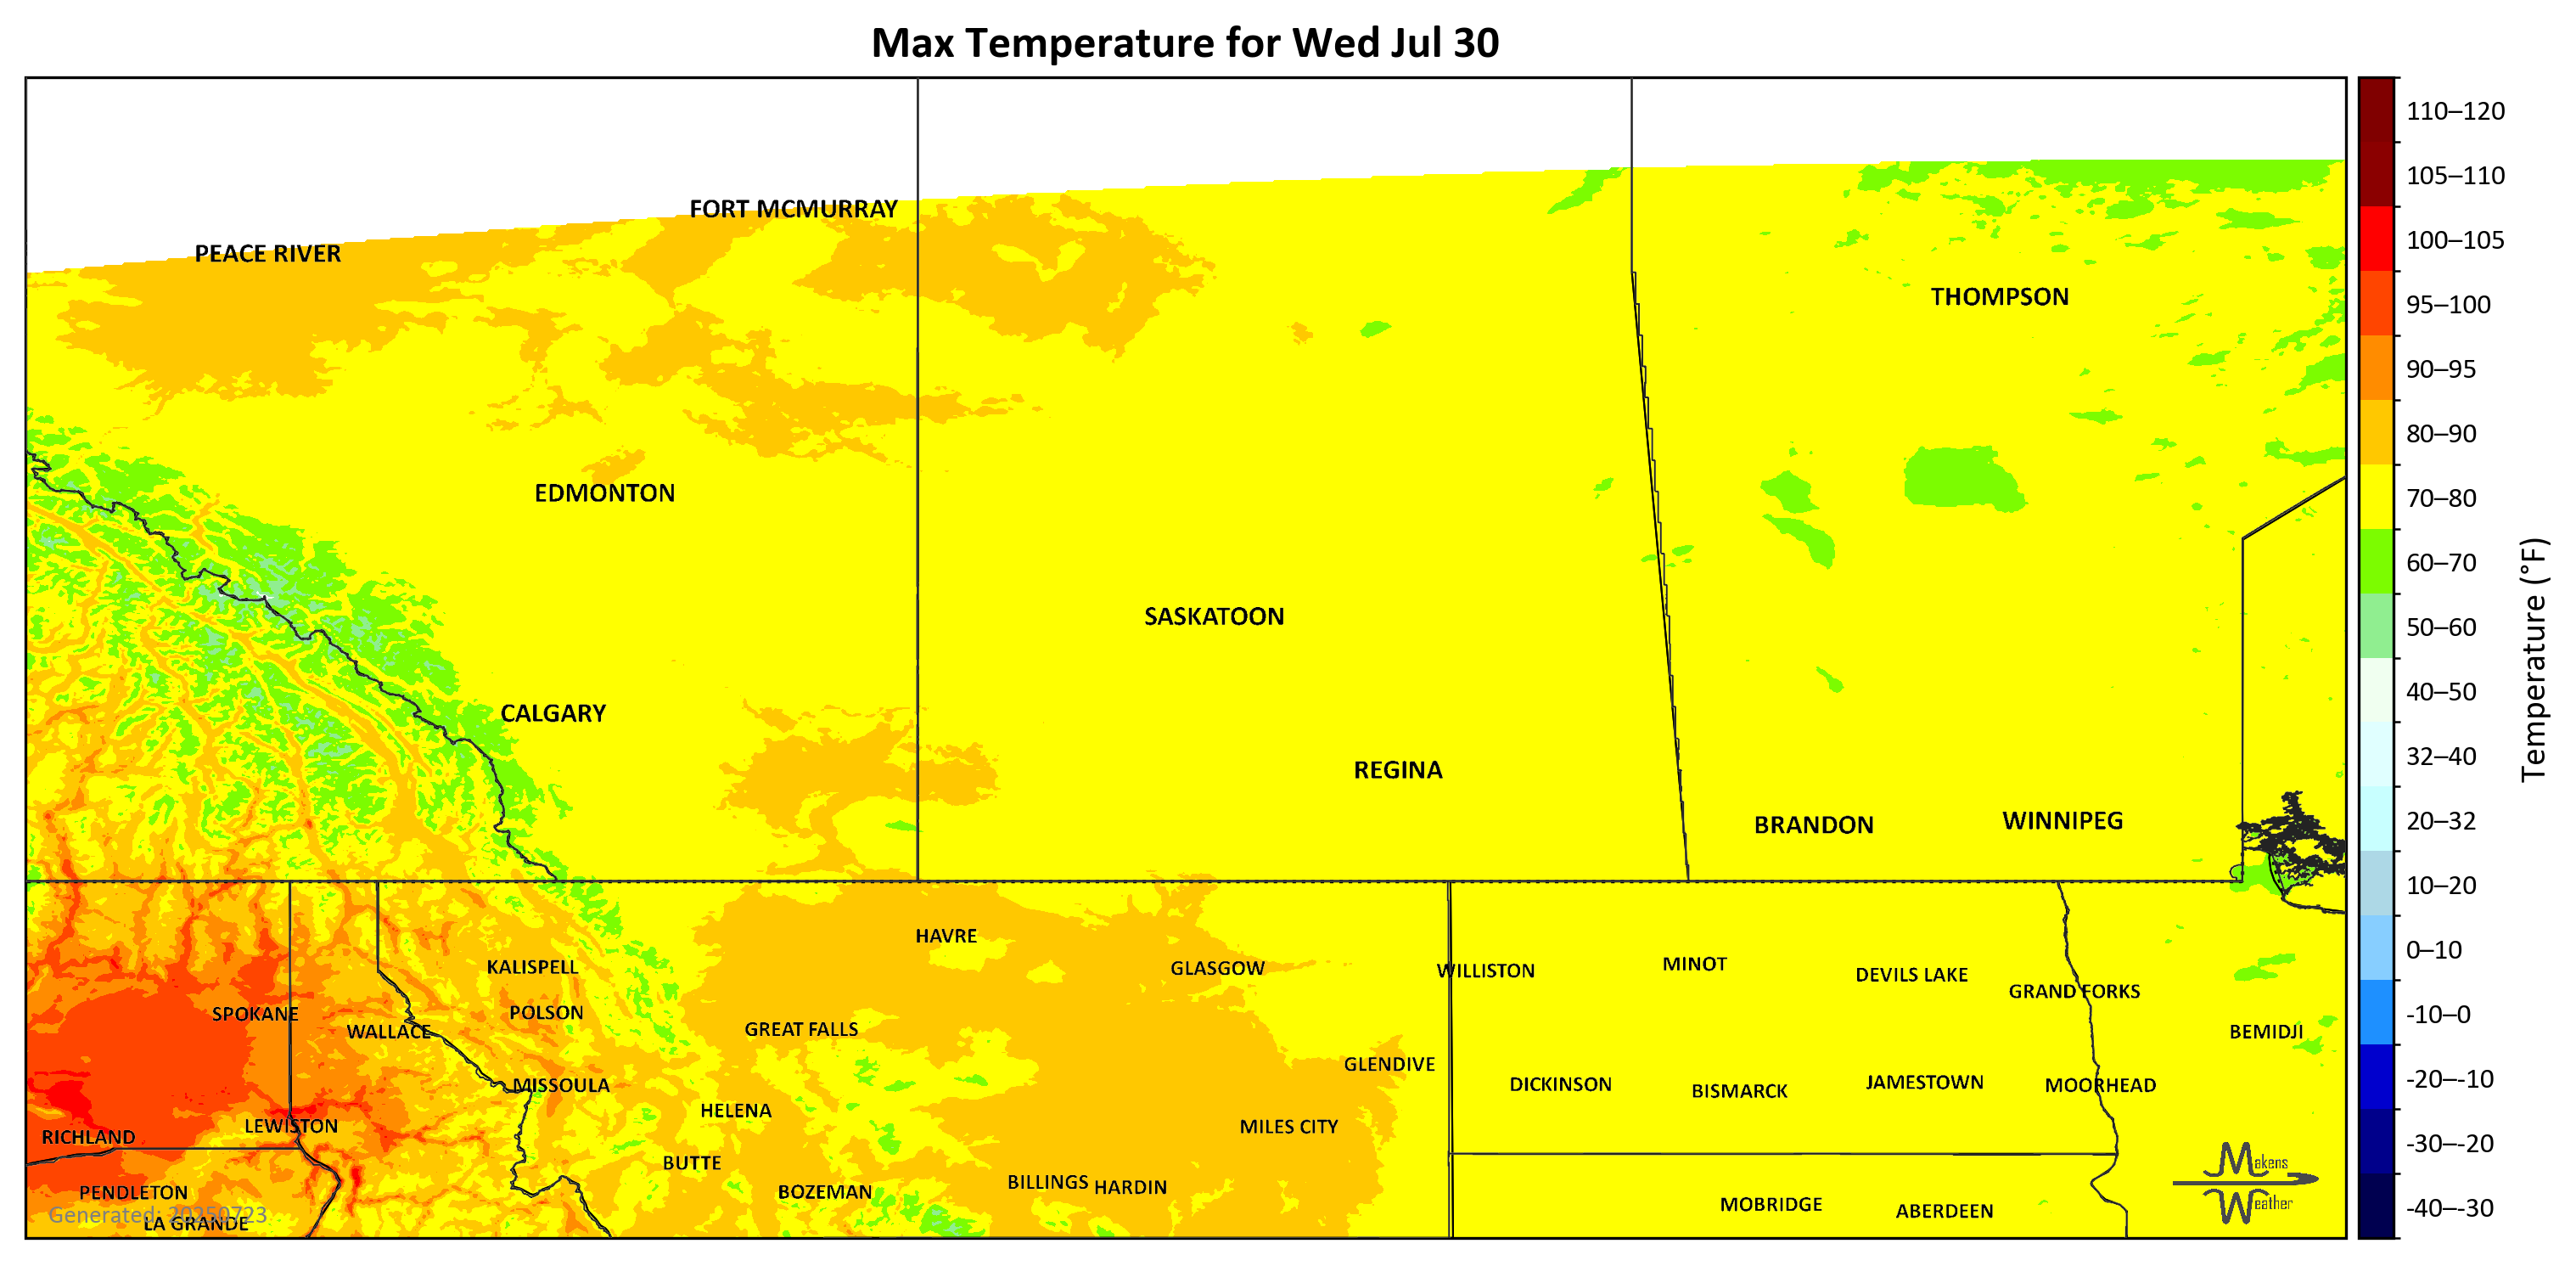 Max Temperature for Wed Jul 30
110–120
105–110
100–105
95–100
90–95
80–90
70–80
60–70
50–60
40–50
32–40
20–32
10–20
0–10
-10–0
-20–-10
-30–-20
-40–-30
Temperature (°F)
FORT MCMURRAY
PEACE RIVER
THOMPSON
EDMONTON
SASKATOON
CALGARY
REGINA
BRANDON
WINNIPEG
HAVRE
KALISPELL
GLASGOW
WILLISTON
MINOT
DEVILS LAKE
GRAND FORKS
SPOKANE
POLSON
WALLACE
GREAT FALLS
BEMIDJI
GLENDIVE
MISSOULA
DICKINSON
BISMARCK
JAMESTOWN
MOORHEAD
HELENA
LEWISTON
MILES CITY
RICHLAND
BUTTE
BILLINGS
HARDIN
PENDLETON
BOZEMAN
MOBRIDGE
ABERDEEN
Generated: 20250723
LA GRANDE
Makens
Weather